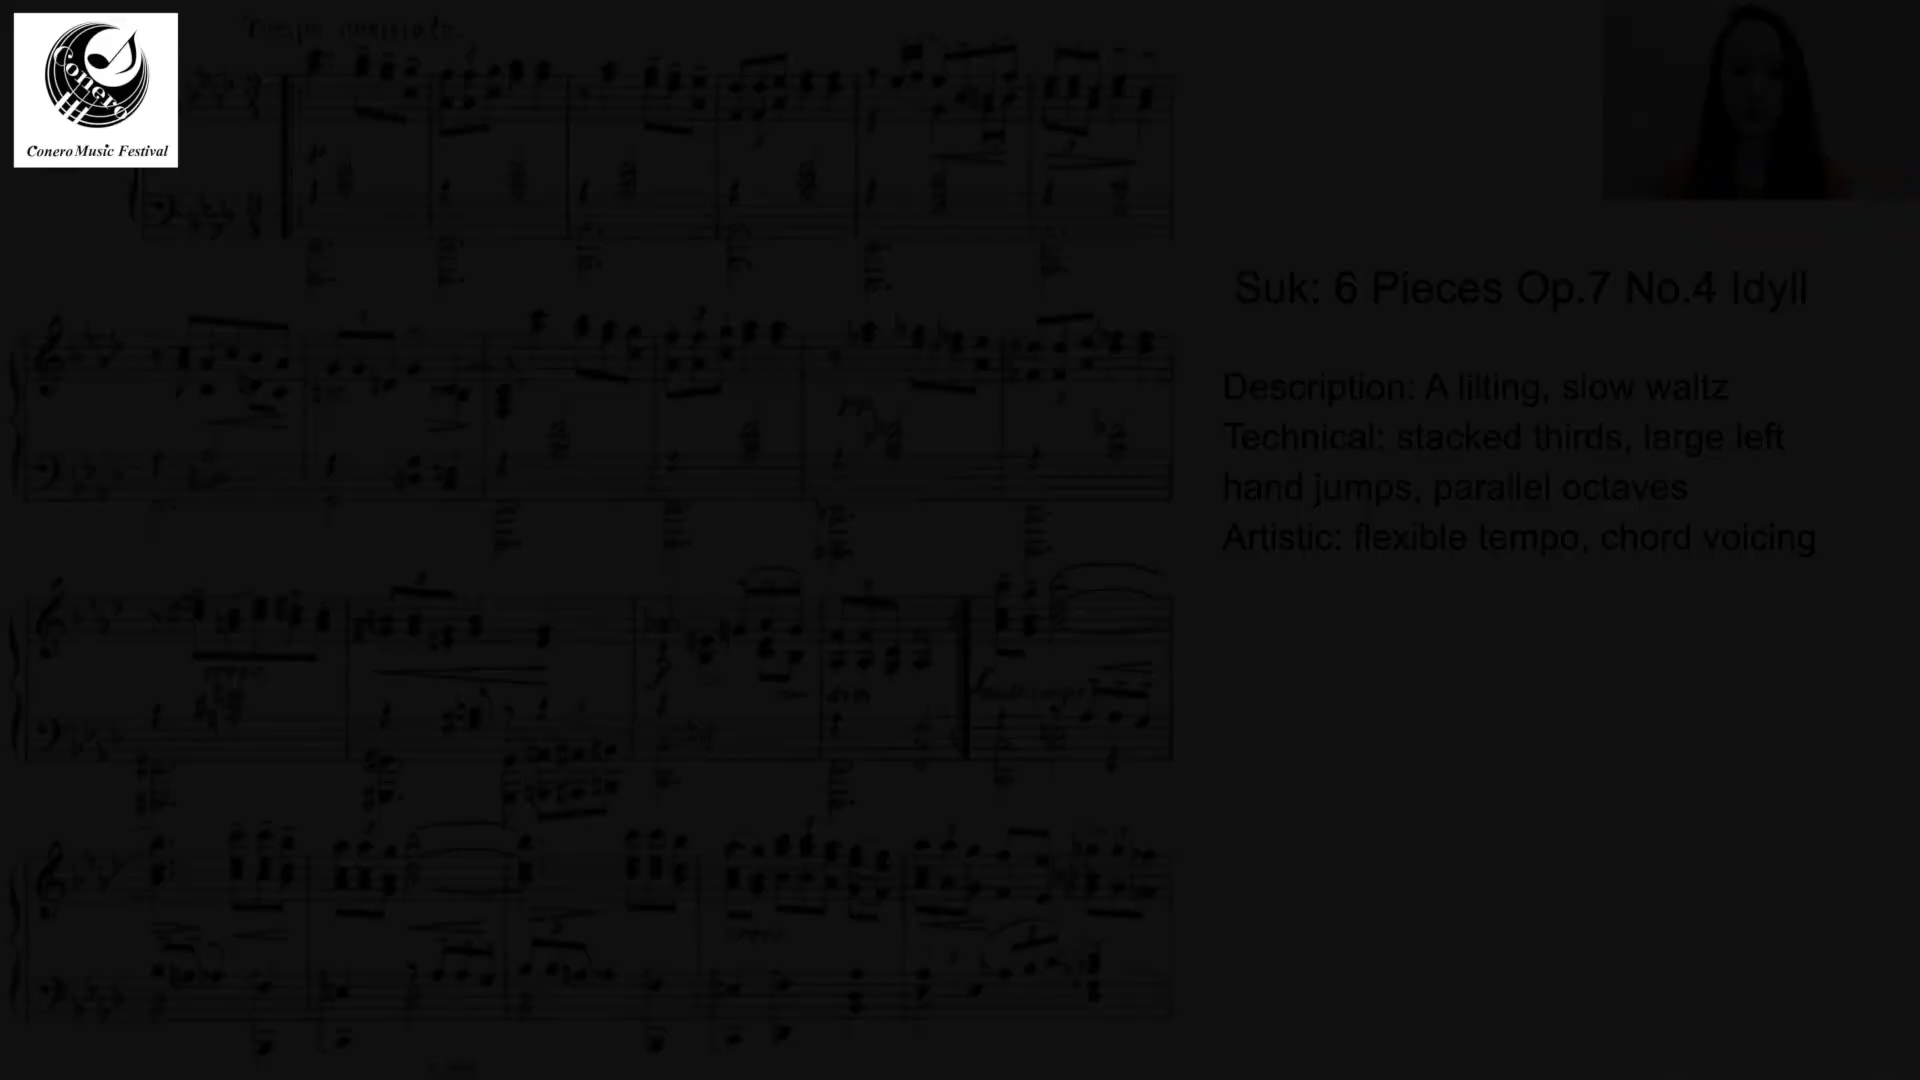 Conero
Conero Music Festival
Suk: 6 Pieces Op.7 No.4 Idyll
Description: A lilting, slow waltz
Technical: stacked thirds, large left
hand jumps, parallel octaves
Artistic: flexible tempo, chord voicing